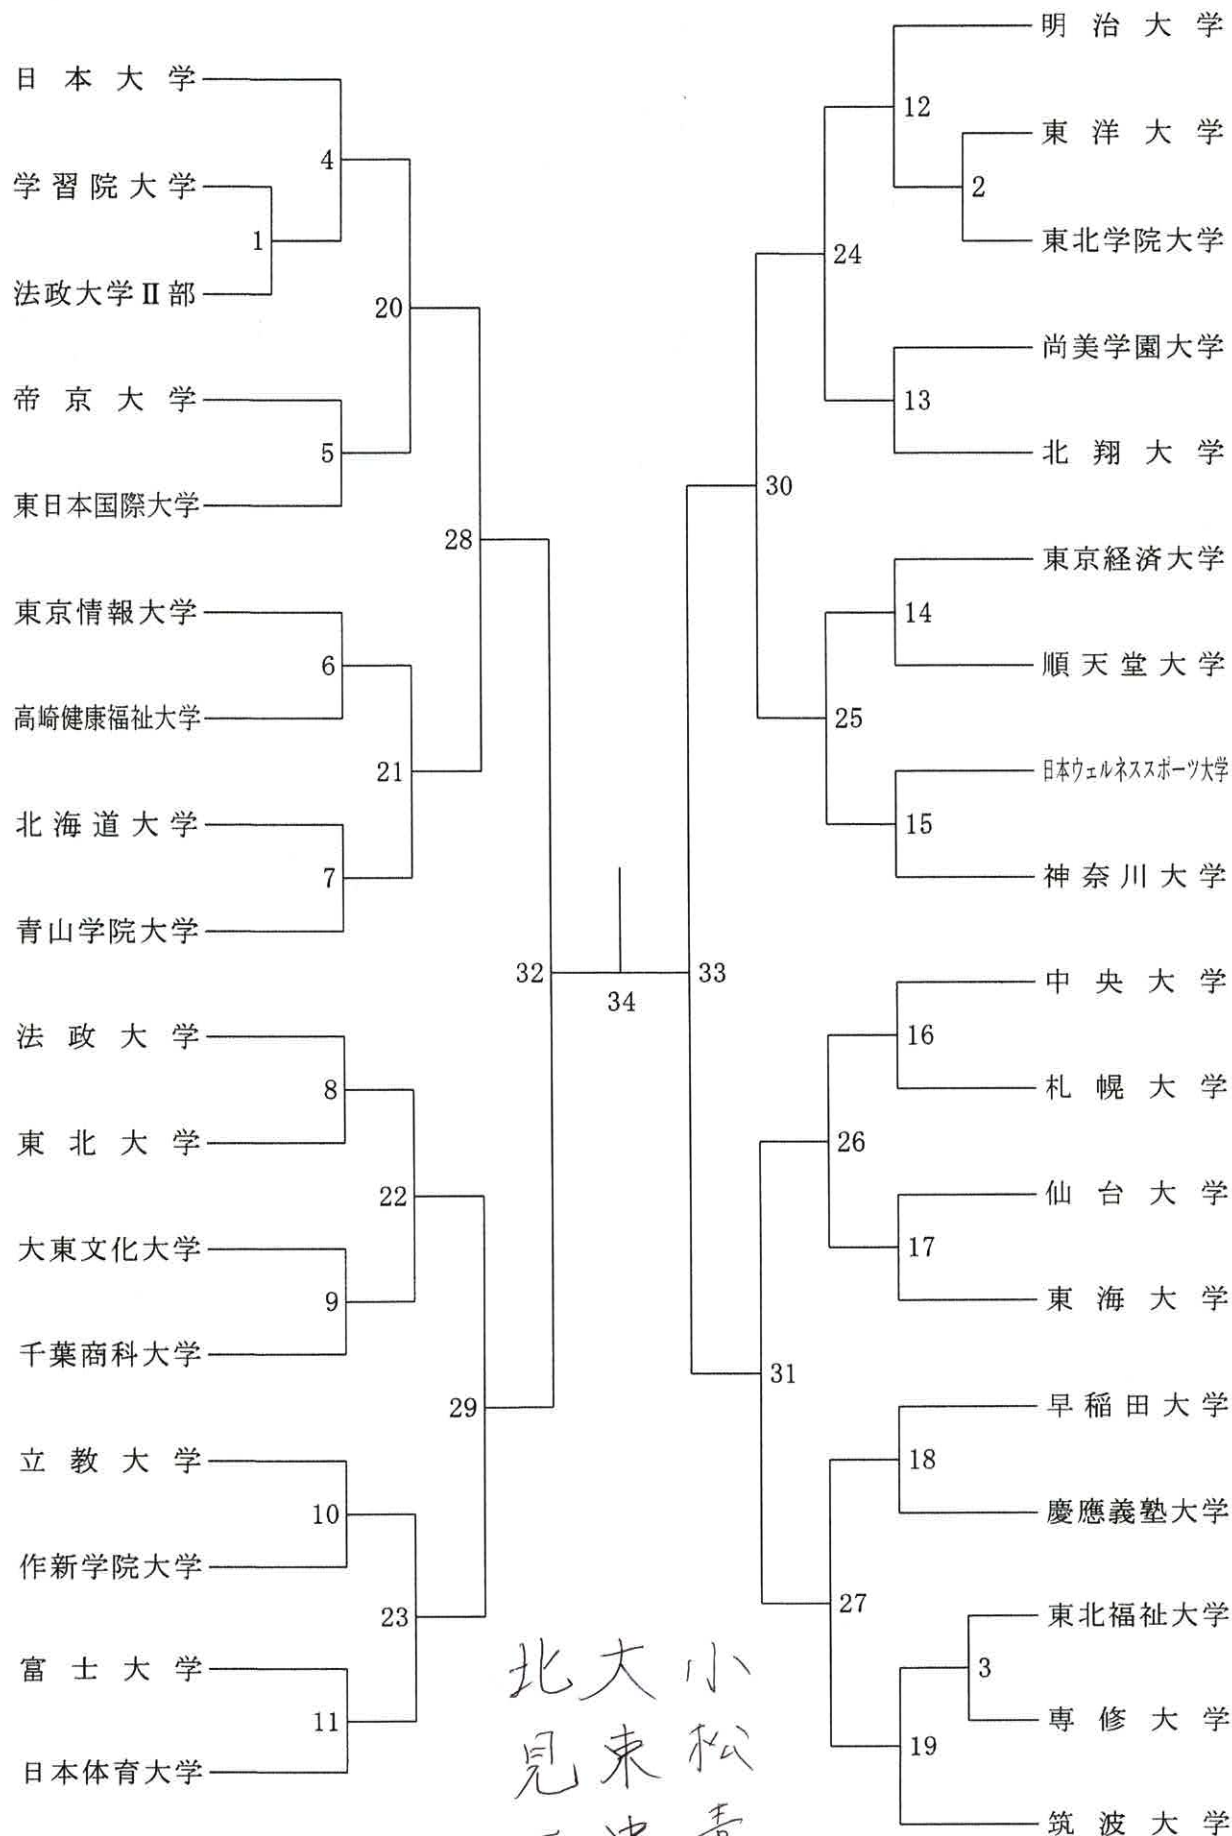 日本大学
学習院大学
法政大学Ⅱ部
帝京大学
東日本国際大学
東京情報大学
高崎健康福祉大学
北海道大学
青山学院大学
法政大学
東北大学
大東文化大学
千葉商科大学
立教大学
作新学院大学
富士大学
日本体育大学
1
4
5
6
7
8
9
10
11
20
21
22
23
28
29
32
34
33
30
31
24
25
26
27
12
2
13
14
15
16
17
18
3
19
明治大学
東洋大学
東北学院大学
尚美学園大学
北翔大学
東京経済大学
順天堂大学
日本ウェルネススポーツ大学
神奈川大学
中央大学
札幌大学
仙台大学
東海大学
早稲田大学
慶應義塾大学
東北福祉大学
専修大学
筑波大学
小松
大東
北見